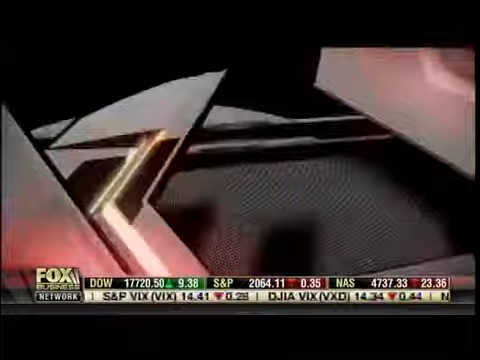 FOX
BUSINESS
NETWORK
DOW 17720.50 ▲ 9.38 S&P 2064.11 ▼ 0.35 NAS 4737.33 ▼ 23.36
S&P VIX (VIX) 14.41 ▼ 0.28 DJIA VIX (VXD) 14.34 ▼ 0.44 N